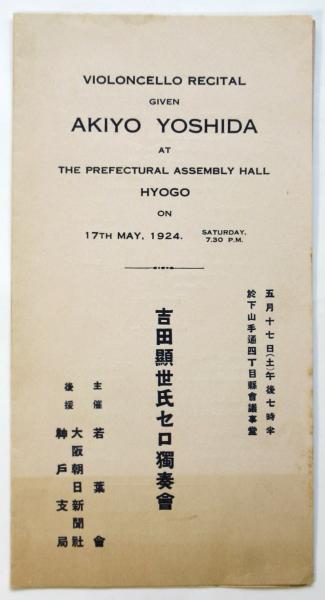 VIOLONCELLO RECITAL
GIVEN
AKIYO YOSHIDA
AT
THE PREFECTURAL ASSEMBLY HALL
HYOGO
ON
17TH MAY, 1924. SATURDAY, 7.30 P.M.
五月十七日(土)午後七時半
於下山手通四丁目縣會議事堂
吉田顯世氏セロ獨奏會
主催 若葉會
後援 大阪朝日新聞社
神戶支局